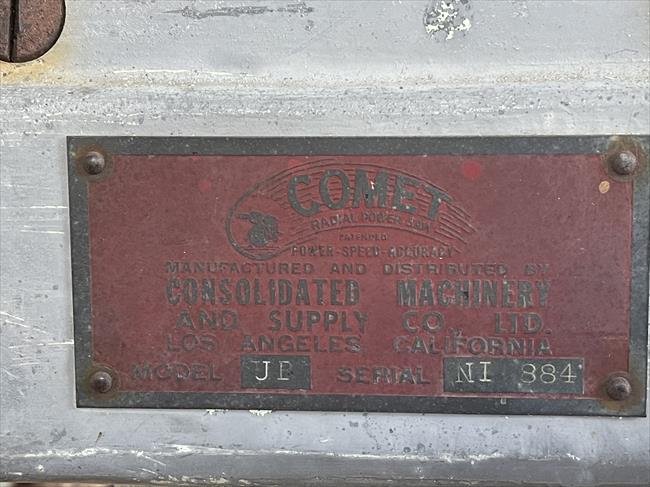 COMET
RADIAL POWER SAW
PATENTED
POWER-SPEED-ACCURACY
MANUFACTURED AND DISTRIBUTED BY
CONSOLIDATED MACHINERY
AND SUPPLY CO., LTD.
LOS ANGELES CALIFORNIA
MODEL JP SERIAL NI 884